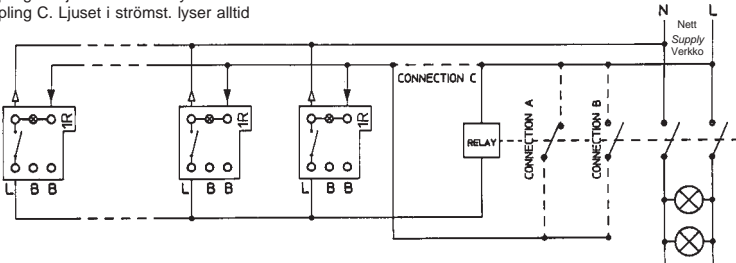 pling C. Ljuset i strömst. lyser alltid
N L
Nett
Supply
Verkko
CONNECTION C
1R
1R
1R
RELAY
CONNECTION A
CONNECTION B
L B B
L B B
L B B